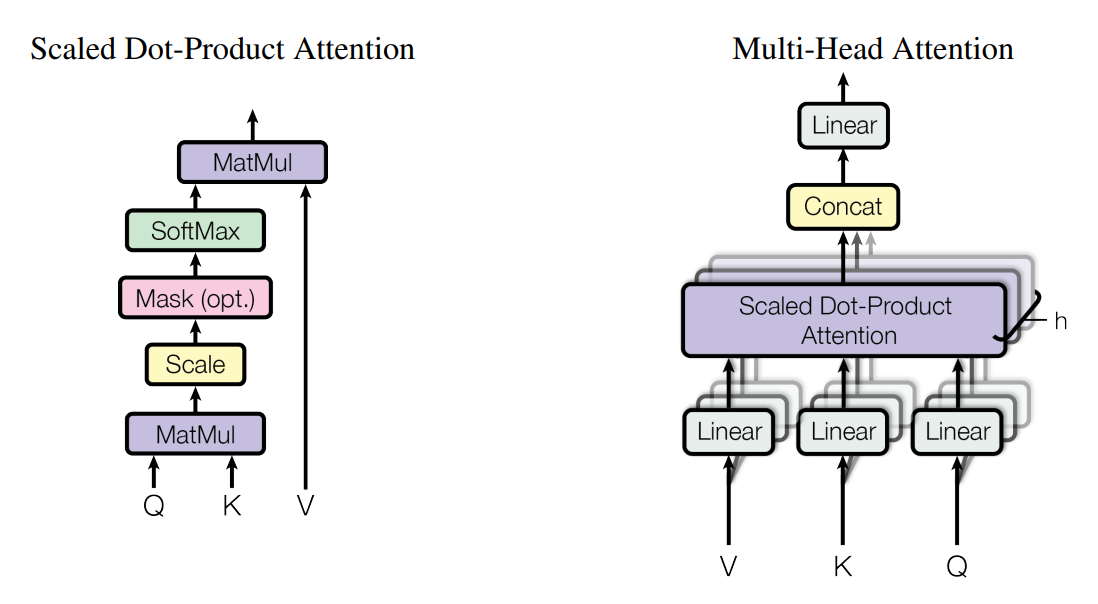 Scaled Dot-Product Attention
MatMul
SoftMax
Mask (opt.)
Scale
MatMul
Q K V
Multi-Head Attention
Linear
Concat
Scaled Dot-Product
Attention
h
Linear Linear Linear
V K Q